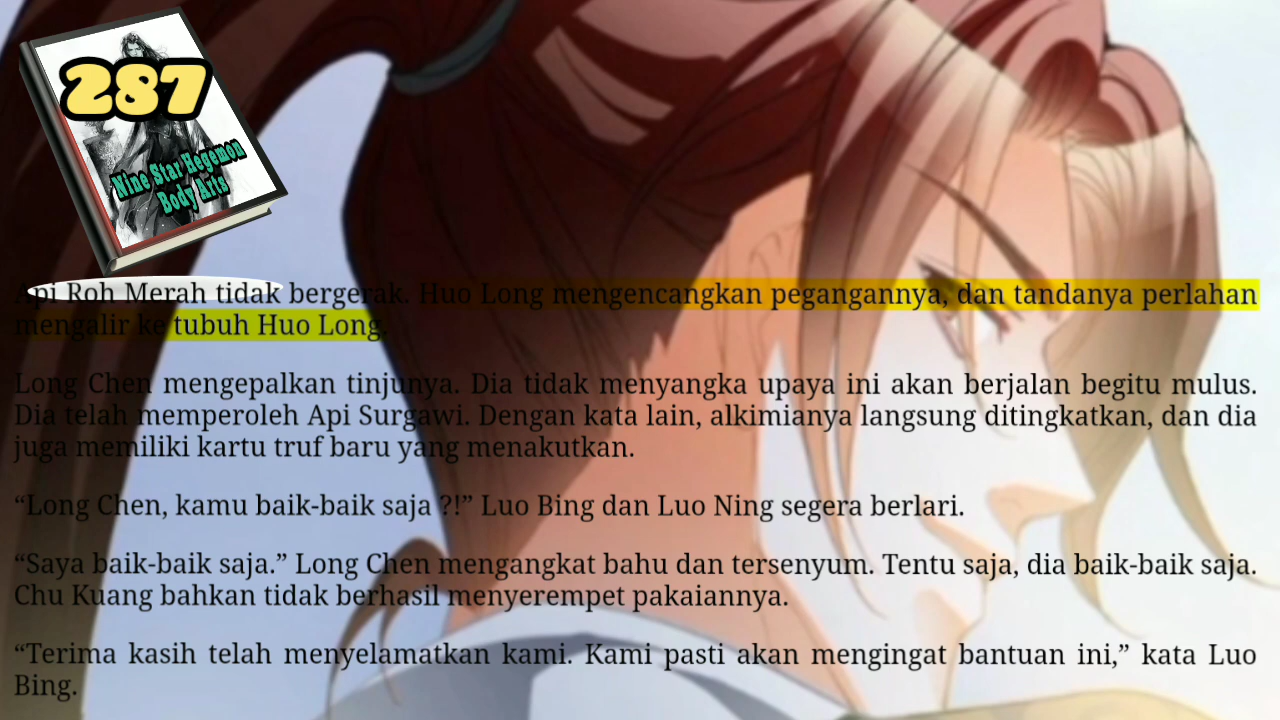 287
Nine Star Hegemon
Body Arts
Api Roh Merah tidak bergerak. Huo Long mengencangkan pegangannya, dan tandanya perlahan
mengalir ke tubuh Huo Long.
Long Chen mengepalkan tinjunya. Dia tidak menyangka upaya ini akan berjalan begitu mulus.
Dia telah memperoleh Api Surgawi. Dengan kata lain, alkimianya langsung ditingkatkan, dan dia
juga memiliki kartu truf baru yang menakutkan.
“Long Chen, kamu baik-baik saja ?!” Luo Bing dan Luo Ning segera berlari.
“Saya baik-baik saja.” Long Chen mengangkat bahu dan tersenyum. Tentu saja, dia baik-baik saja.
Chu Kuang bahkan tidak berhasil menyerempet pakaiannya.
“Terima kasih telah menyelamatkan kami. Kami pasti akan mengingat bantuan ini,” kata Luo
Bing.